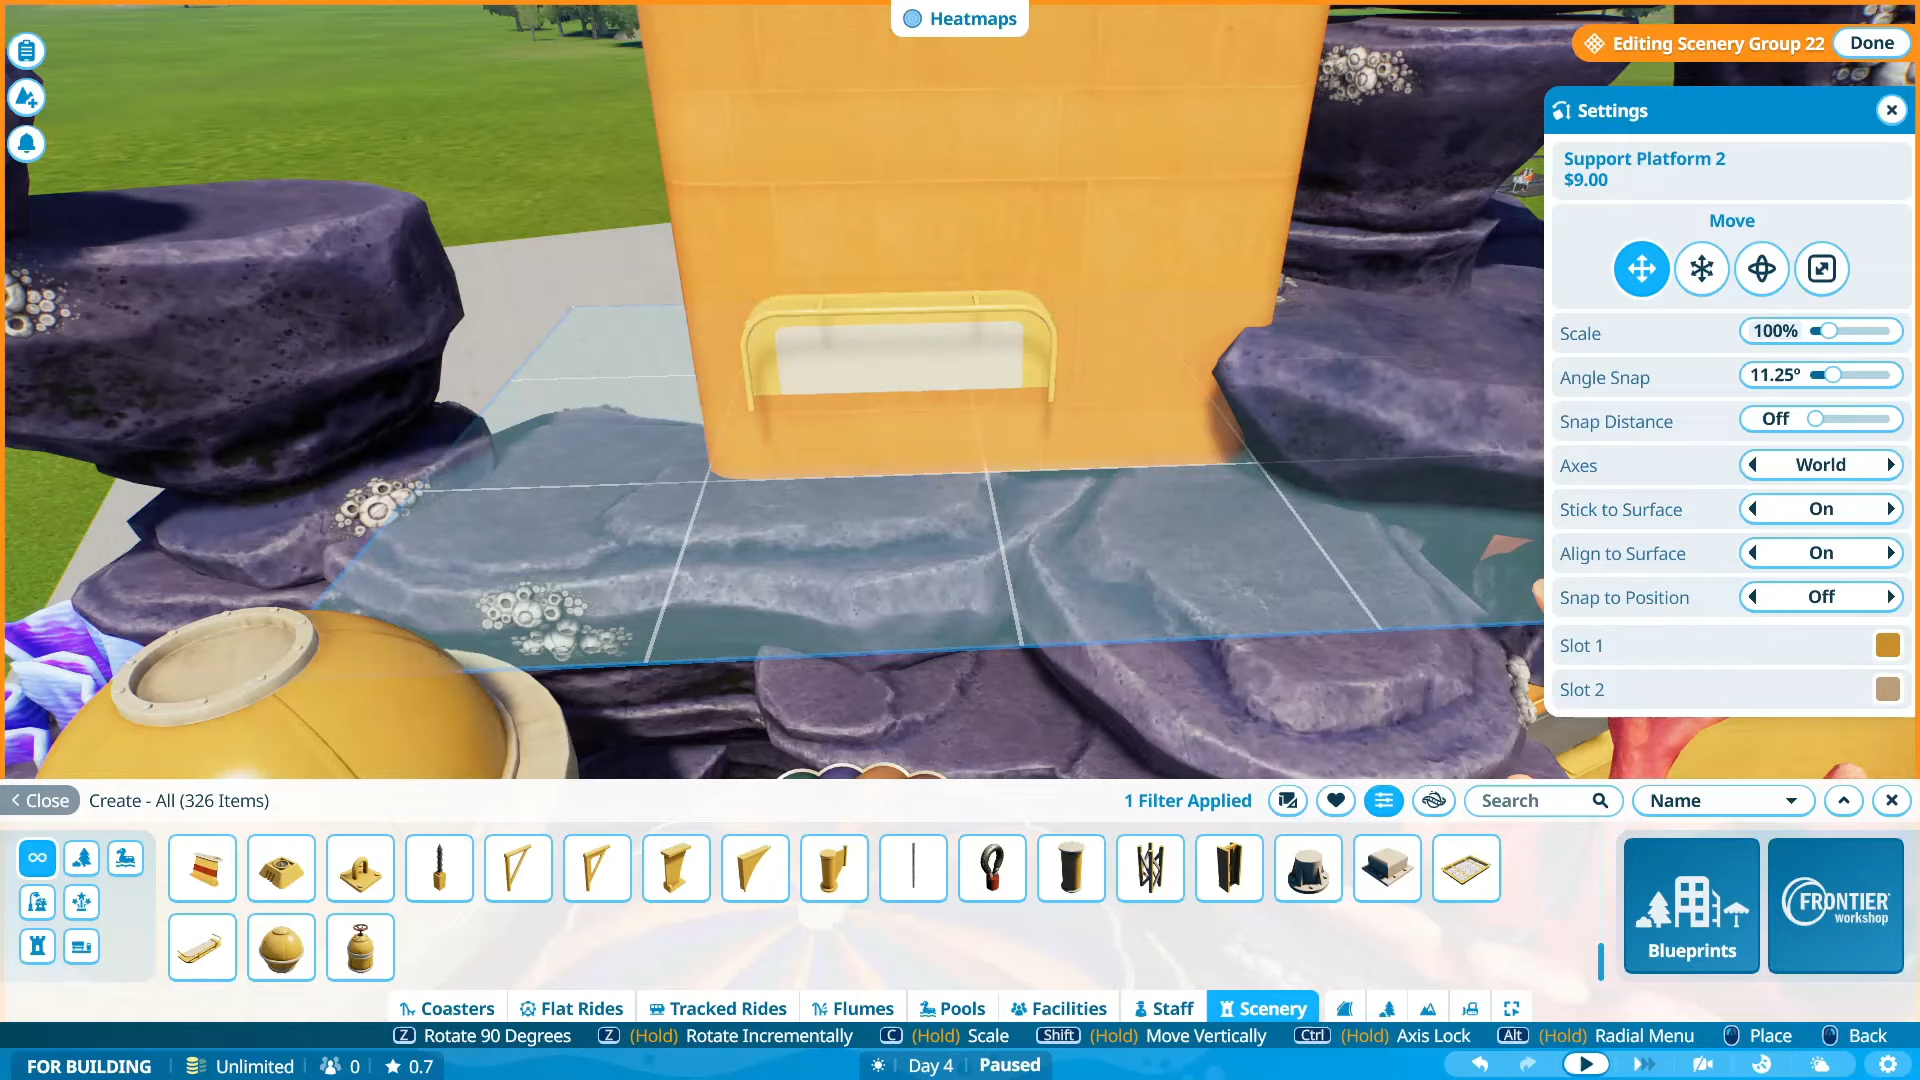 Heatmaps
Editing Scenery Group 22 Done
Settings
Support Platform 2
$9.00
Move
Scale 100%
Angle Snap 11.25°
Snap Distance Off
Axes World
Stick to Surface On
Align to Surface On
Snap to Position Off
Slot 1
Slot 2
Close Create - All (326 Items) 1 Filter Applied Search Name
Blueprints
FRONTIER
workshop
Coasters Flat Rides Tracked Rides Flumes Pools Facilities Staff Scenery
Z Rotate 90 Degrees Z (Hold) Rotate Incrementally C (Hold) Scale Shift (Hold) Move Vertically Ctrl (Hold) Axis Lock Alt (Hold) Radial Menu Place Back
FOR BUILDING Unlimited 0 0.7 Day 4 Paused